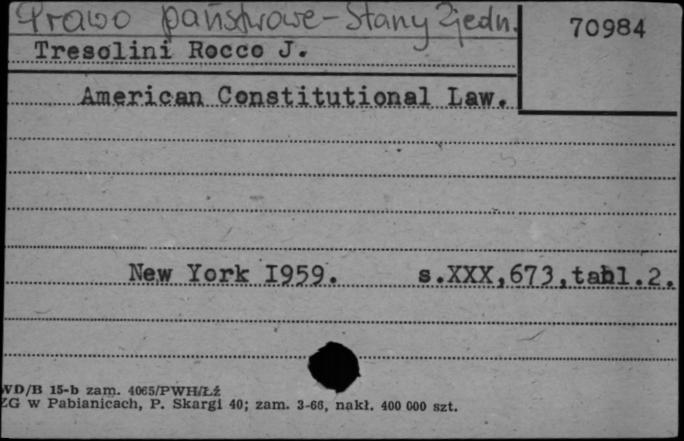 Prawo państwowe - Stany Zjedn.
70984
Tresolini Rocco J.
American Constitutional Law.
New York I959. s.XXX,673,tabl.2.
WD/B 15-b zam. 4065/PWH/Łź
ZG w Pabianicach, P. Skargi 40; zam. 3-66, nakł. 400 000 szt.